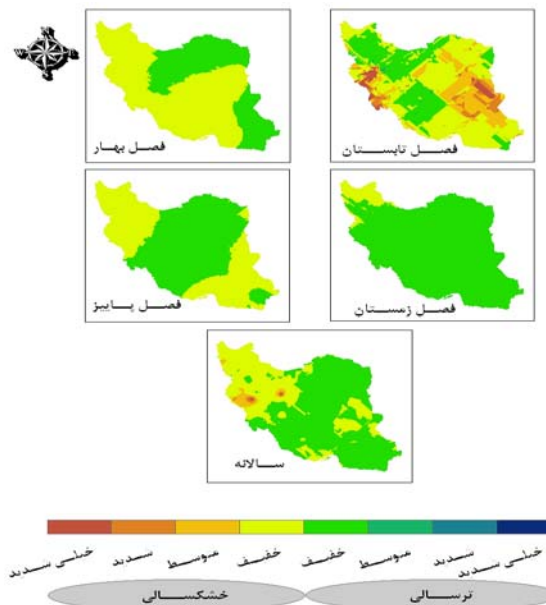 فصل بهار
فصل تابستان
فصل پاییز
فصل زمستان
سالانه
خیلی شدید
شدید
متوسط
خفیف
خفیف
متوسط
شدید
خیلی شدید
خشکسالی
ترسالی